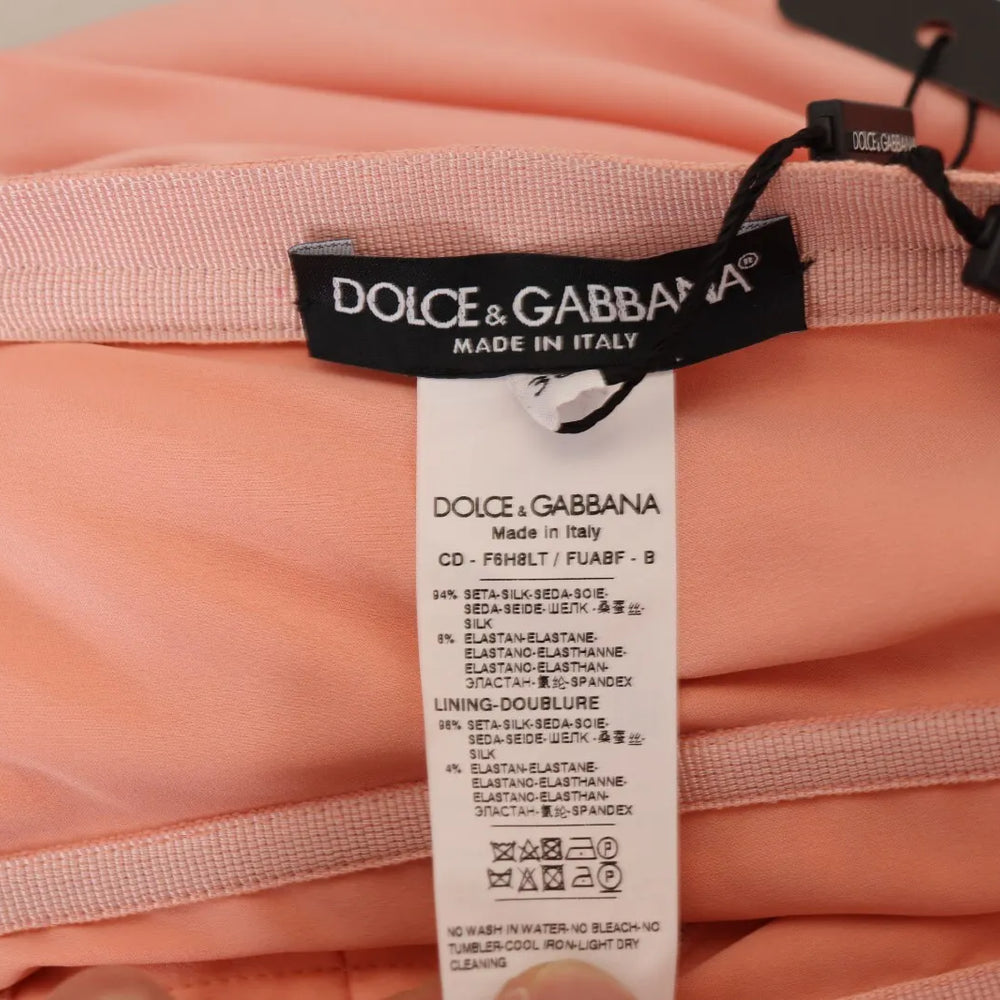 DOLCE&GABBANA
DOLCE&GABBANA®
MADE IN ITALY
DOLCE & GABBANA
Made in Italy
CD - F6H8LT / FUABF - B
94% SETA-SILK-SEDA-SOIE-
SEDA-SEIDE-ШЕЛК-桑蚕丝-
SILK
6% ELASTAN-ELASTANE-
ELASTANO-ELASTHANNE-
ELASTANO-ELASTHAN-
ЭЛАСТАН-氨纶-SPANDEX
LINING-DOUBLURE
96% SETA-SILK-SEDA-SOIE-
SEDA-SEIDE-ШЕЛК-桑蚕丝-
SILK
4% ELASTAN-ELASTANE-
ELASTANO-ELASTHANNE-
ELASTANO-ELASTHAN-
ЭЛАСТАН-氨纶-SPANDEX
P
P
NO WASH IN WATER-NO BLEACH-NO
TUMBLER-COOL IRON-LIGHT DRY
CLEANING